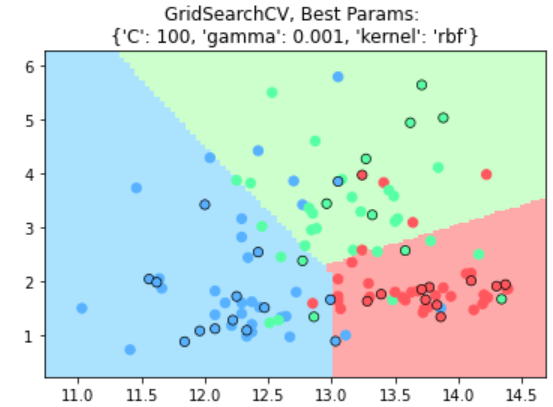 GridSearchCV, Best Params:
{'C': 100, 'gamma': 0.001, 'kernel': 'rbf'}
6
5
4
3
2
1
11.0 11.5 12.0 12.5 13.0 13.5 14.0 14.5